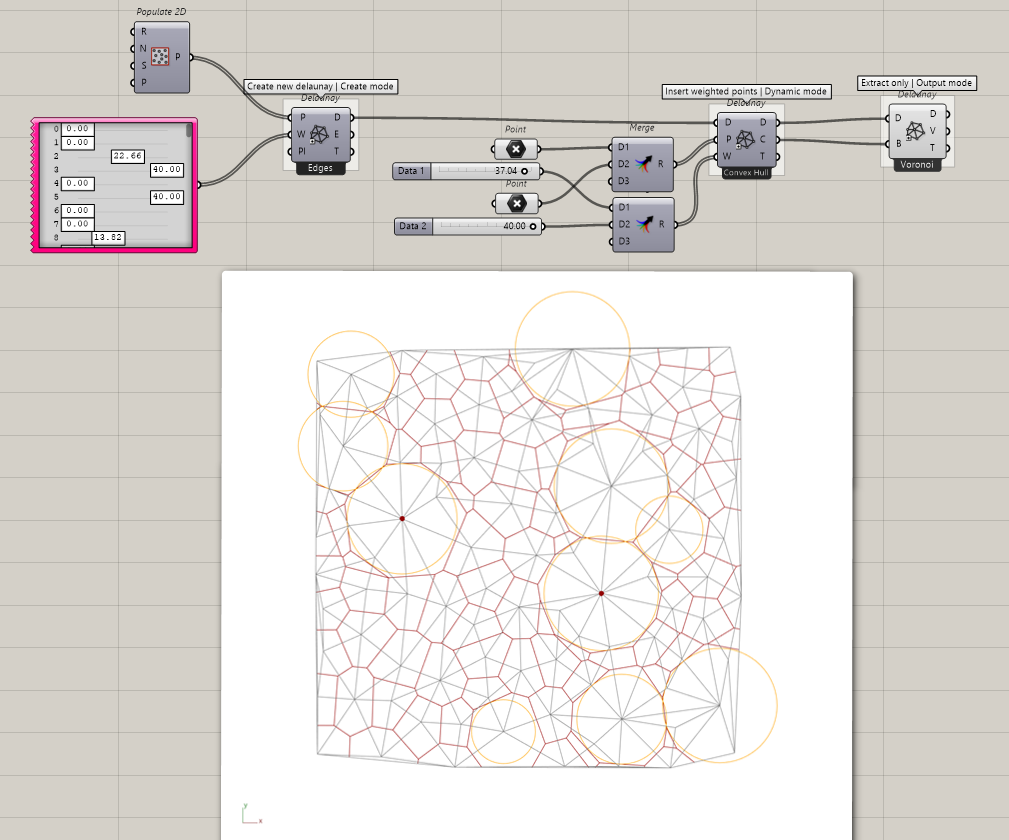 Populate 2D
R
N
S
P
P
Create new delaunay | Create mode
Delaunay
P
W
Pl
D
E
T
Edges
0 0.00
1 0.00
2 22.66
3 40.00
4 0.00
5 40.00
6 0.00
7 0.00
8 13.82
Point
Data 1 37.04
Point
Data 2 40.00
Merge
D1
D2
D3
R
D1
D2
D3
R
Insert weighted points | Dynamic mode
Delaunay
D
P
W
D
C
T
Convex Hull
Extract only | Output mode
Delaunay
D
B
D
V
T
Voronoi
y
x